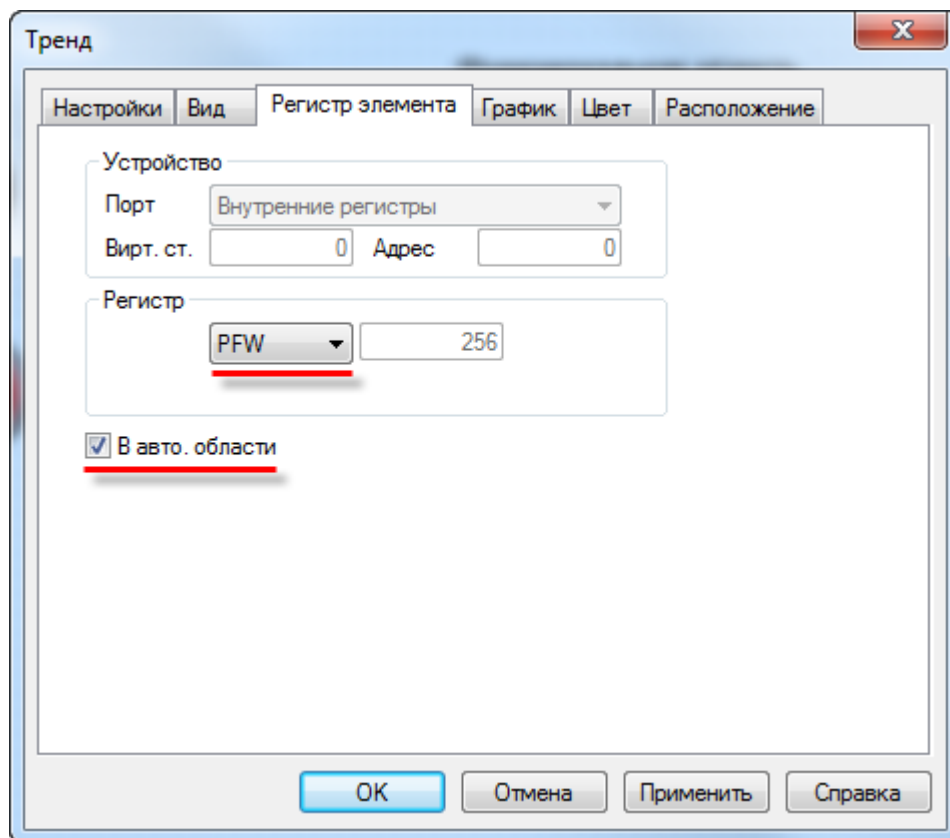 Тренд
Настройки Вид Регистр элемента График Цвет Расположение
Устройство
Порт Внутренние регистры
Вирт. ст. 0 Адрес 0
Регистр
PFW 256
В авто. области
OK Отмена Применить Справка